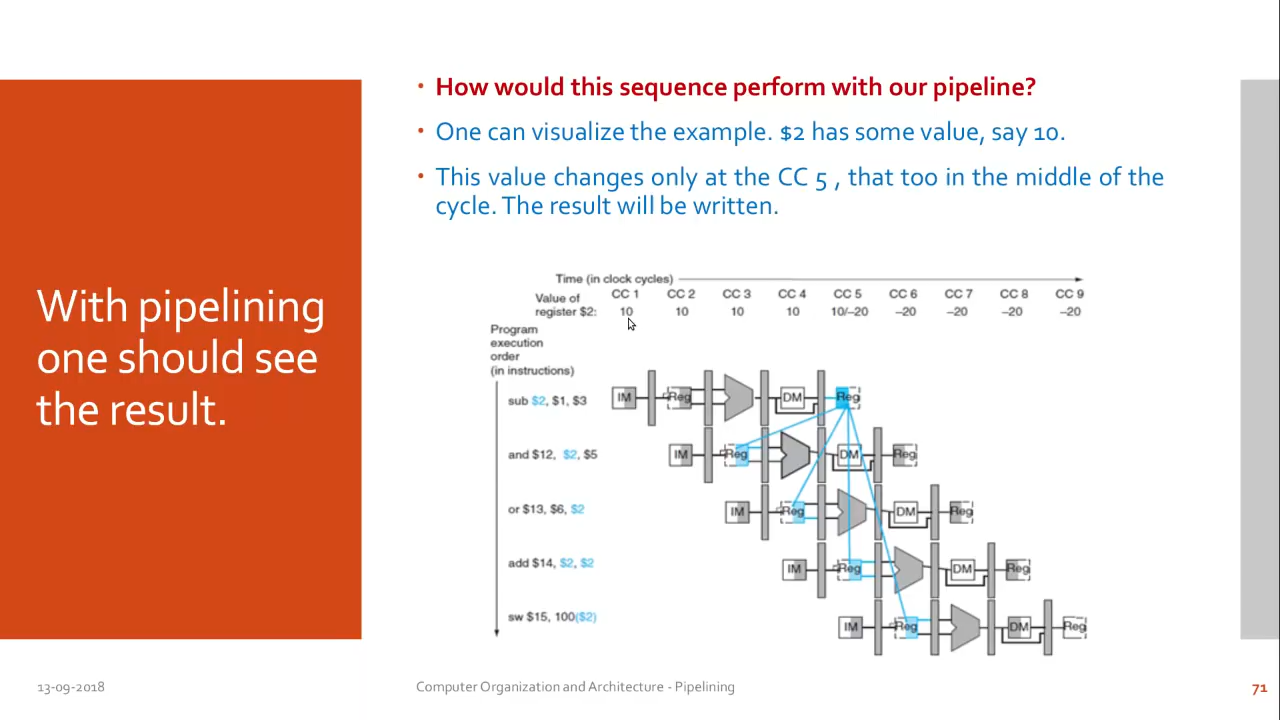 With pipelining
one should see
the result.
• How would this sequence perform with our pipeline?
• One can visualize the example. $2 has some value, say 10.
• This value changes only at the CC 5 , that too in the middle of the
cycle. The result will be written.
Time (in clock cycles)
CC 1 CC 2 CC 3 CC 4 CC 5 CC 6 CC 7 CC 8 CC 9
Value of
register $2: 10 10 10 10 10/–20 –20 –20 –20 –20
Program
execution
order
(in instructions)
sub $2, $1, $3 IM Reg DM Reg
and $12, $2, $5 IM Reg DM Reg
or $13, $6, $2 IM Reg DM Reg
add $14, $2, $2 IM Reg DM Reg
sw $15, 100($2) IM Reg DM Reg
13-09-2018 Computer Organization and Architecture - Pipelining 71